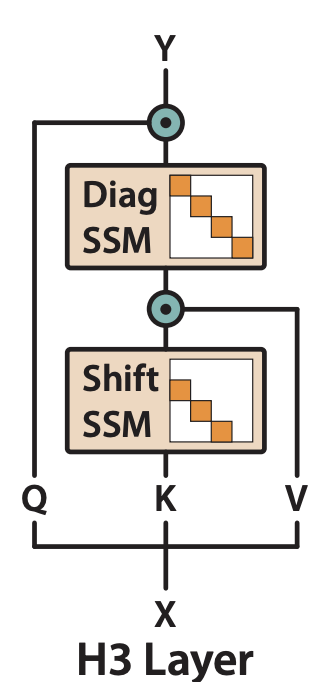 Y
Diag
SSM
Shift
SSM
Q K V
X
H3 Layer